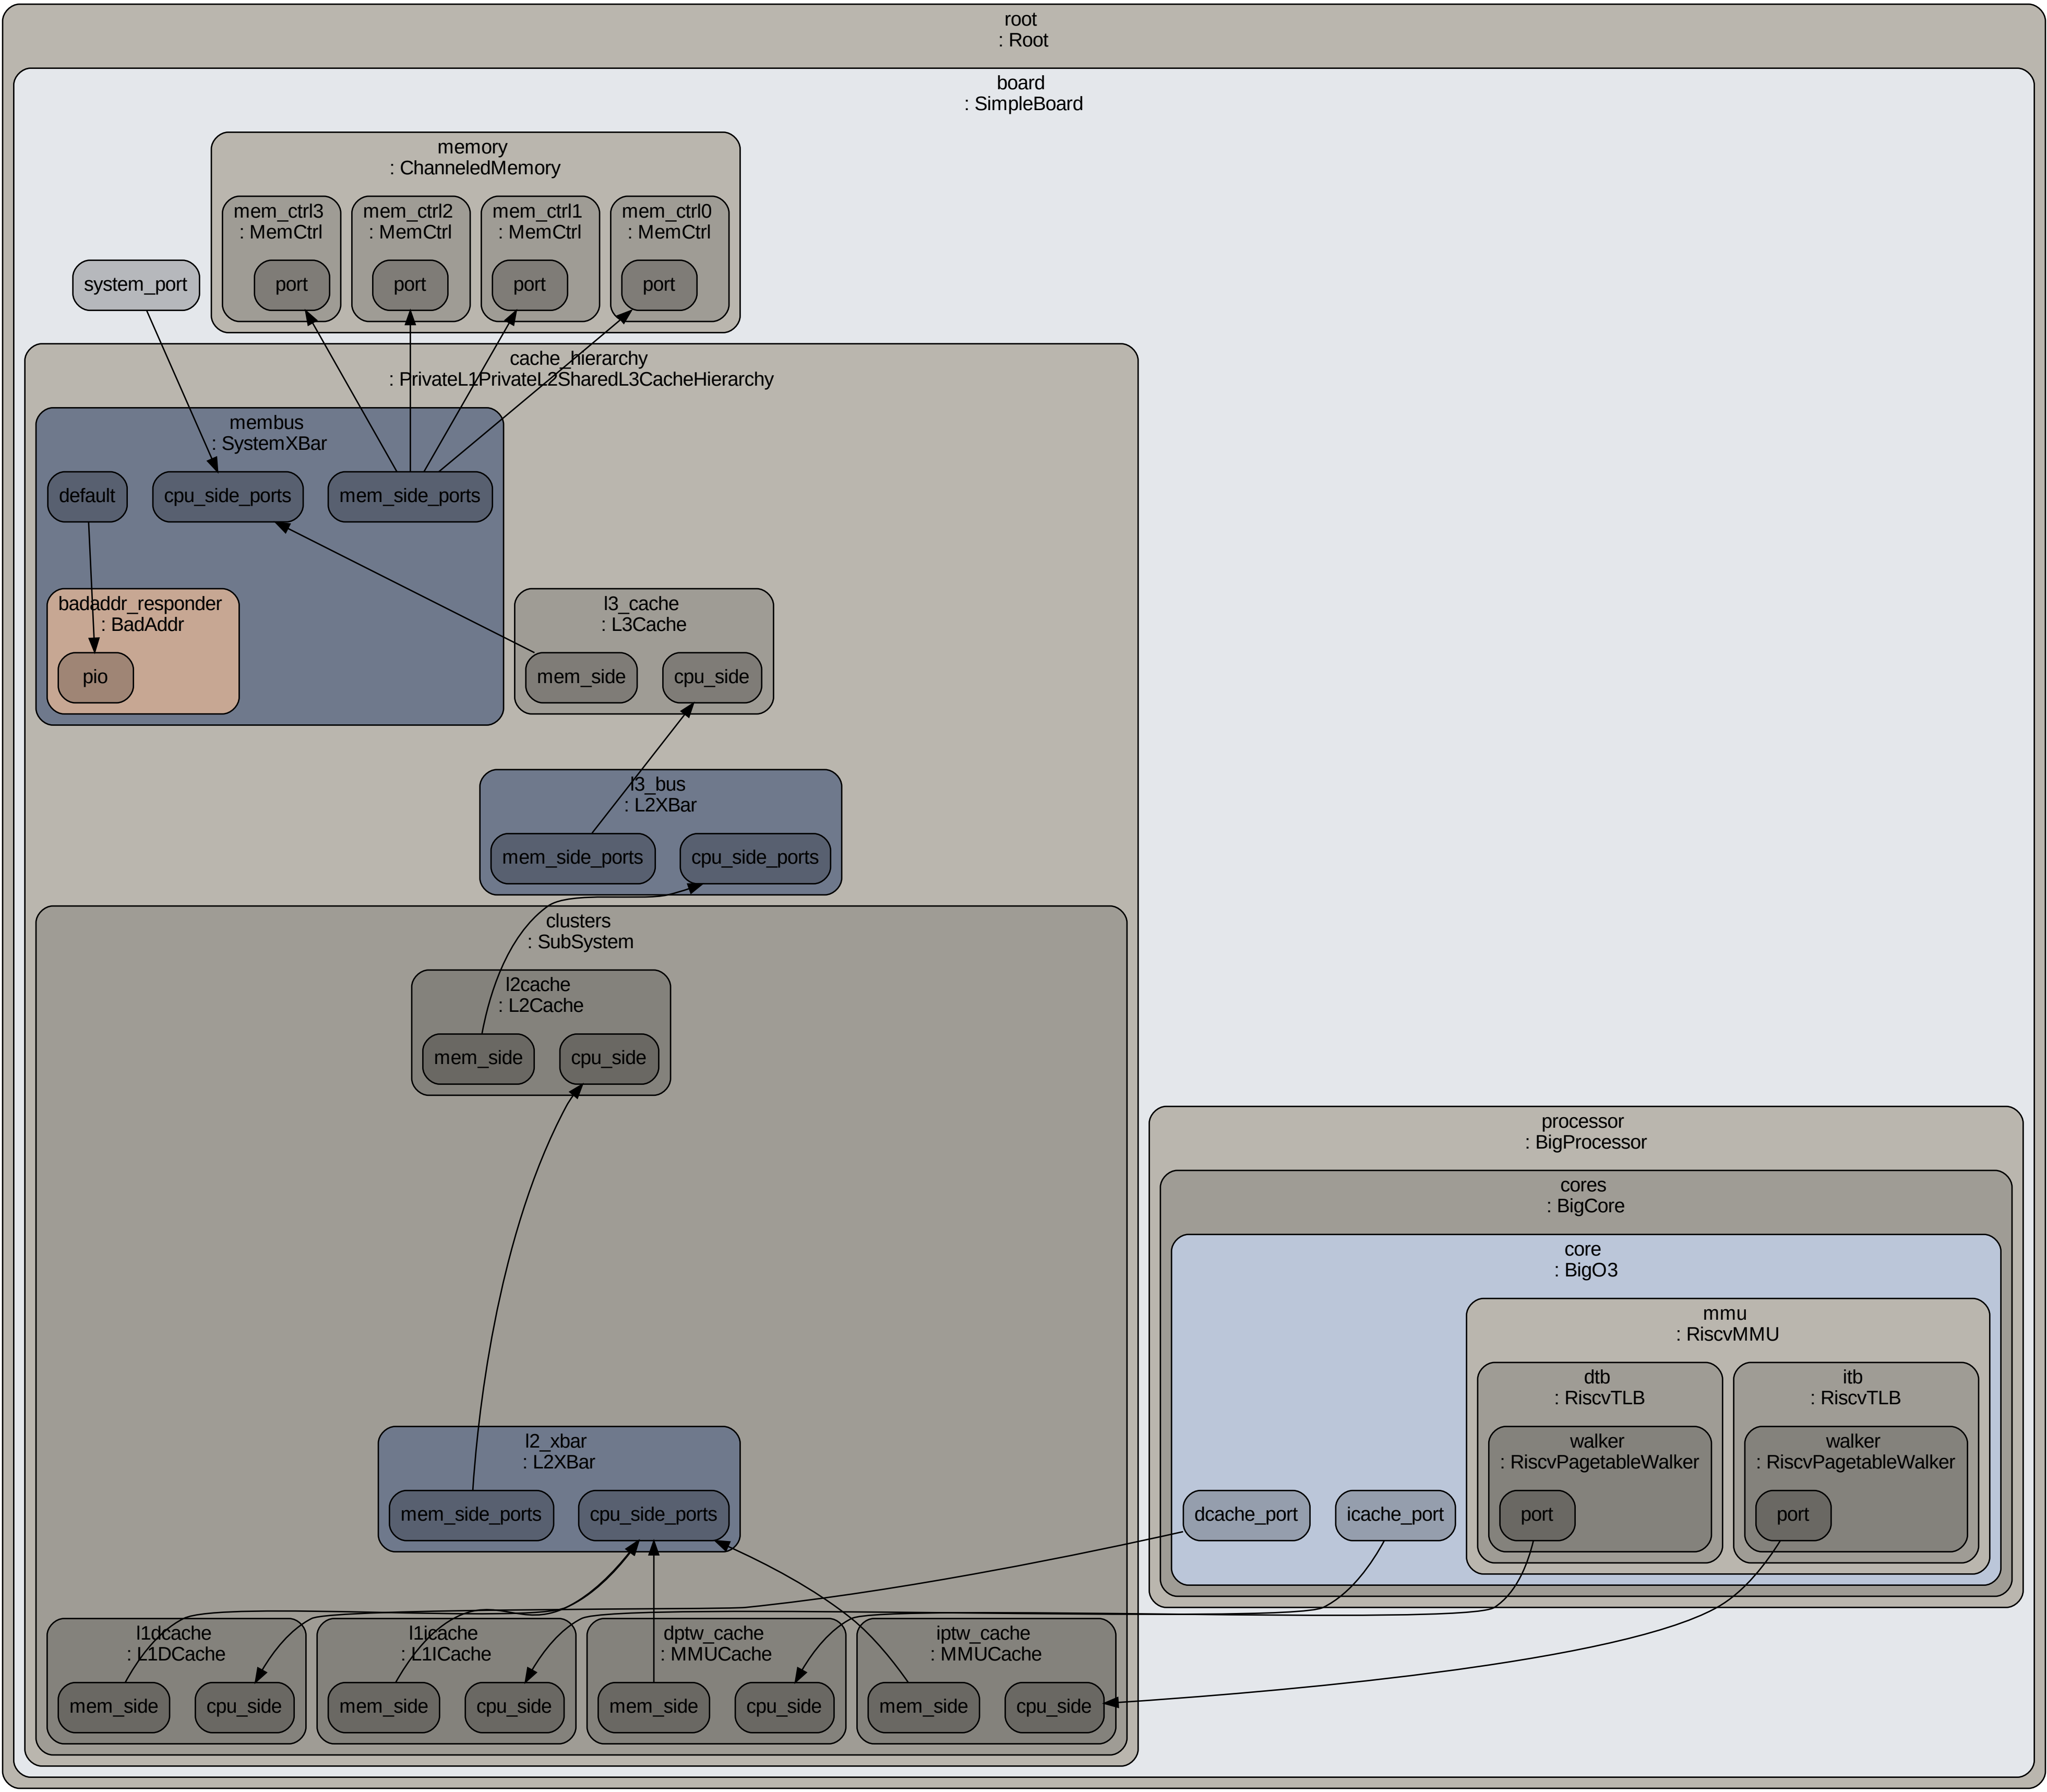 root
: Root
board
: SimpleBoard
memory
: ChanneledMemory
mem_ctrl3
: MemCtrl
mem_ctrl2
: MemCtrl
mem_ctrl1
: MemCtrl
mem_ctrl0
: MemCtrl
system_port
port
port
port
port
cache_hierarchy
: PrivateL1PrivateL2SharedL3CacheHierarchy
membus
: SystemXBar
default
cpu_side_ports
mem_side_ports
badaddr_responder
: BadAddr
pio
l3_cache
: L3Cache
mem_side
cpu_side
l3_bus
: L2XBar
mem_side_ports
cpu_side_ports
clusters
: SubSystem
l2cache
: L2Cache
mem_side
cpu_side
processor
: BigProcessor
cores
: BigCore
core
: BigO3
mmu
: RiscvMMU
dtb
: RiscvTLB
itb
: RiscvTLB
walker
: RiscvPagetableWalker
walker
: RiscvPagetableWalker
l2_xbar
: L2XBar
mem_side_ports
cpu_side_ports
dcache_port
icache_port
port
port
l1dcache
: L1DCache
mem_side
cpu_side
l1icache
: L1ICache
mem_side
cpu_side
dptw_cache
: MMUCache
mem_side
cpu_side
iptw_cache
: MMUCache
mem_side
cpu_side